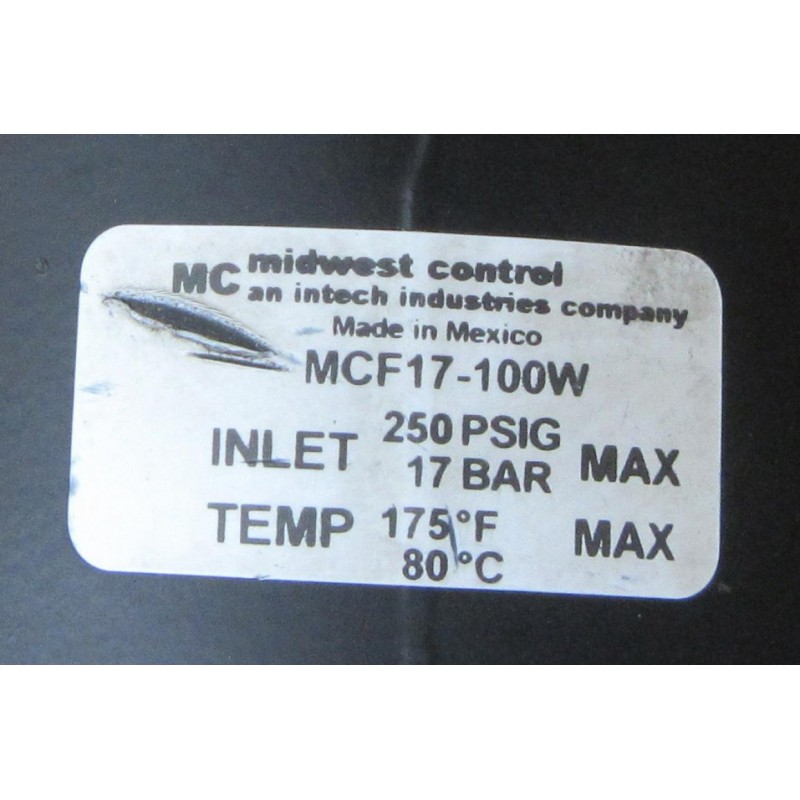 MC midwest control
an intech industries company
Made in Mexico
MCF17-100W
INLET 250 PSIG MAX
17 BAR
TEMP 175°F MAX
80°C